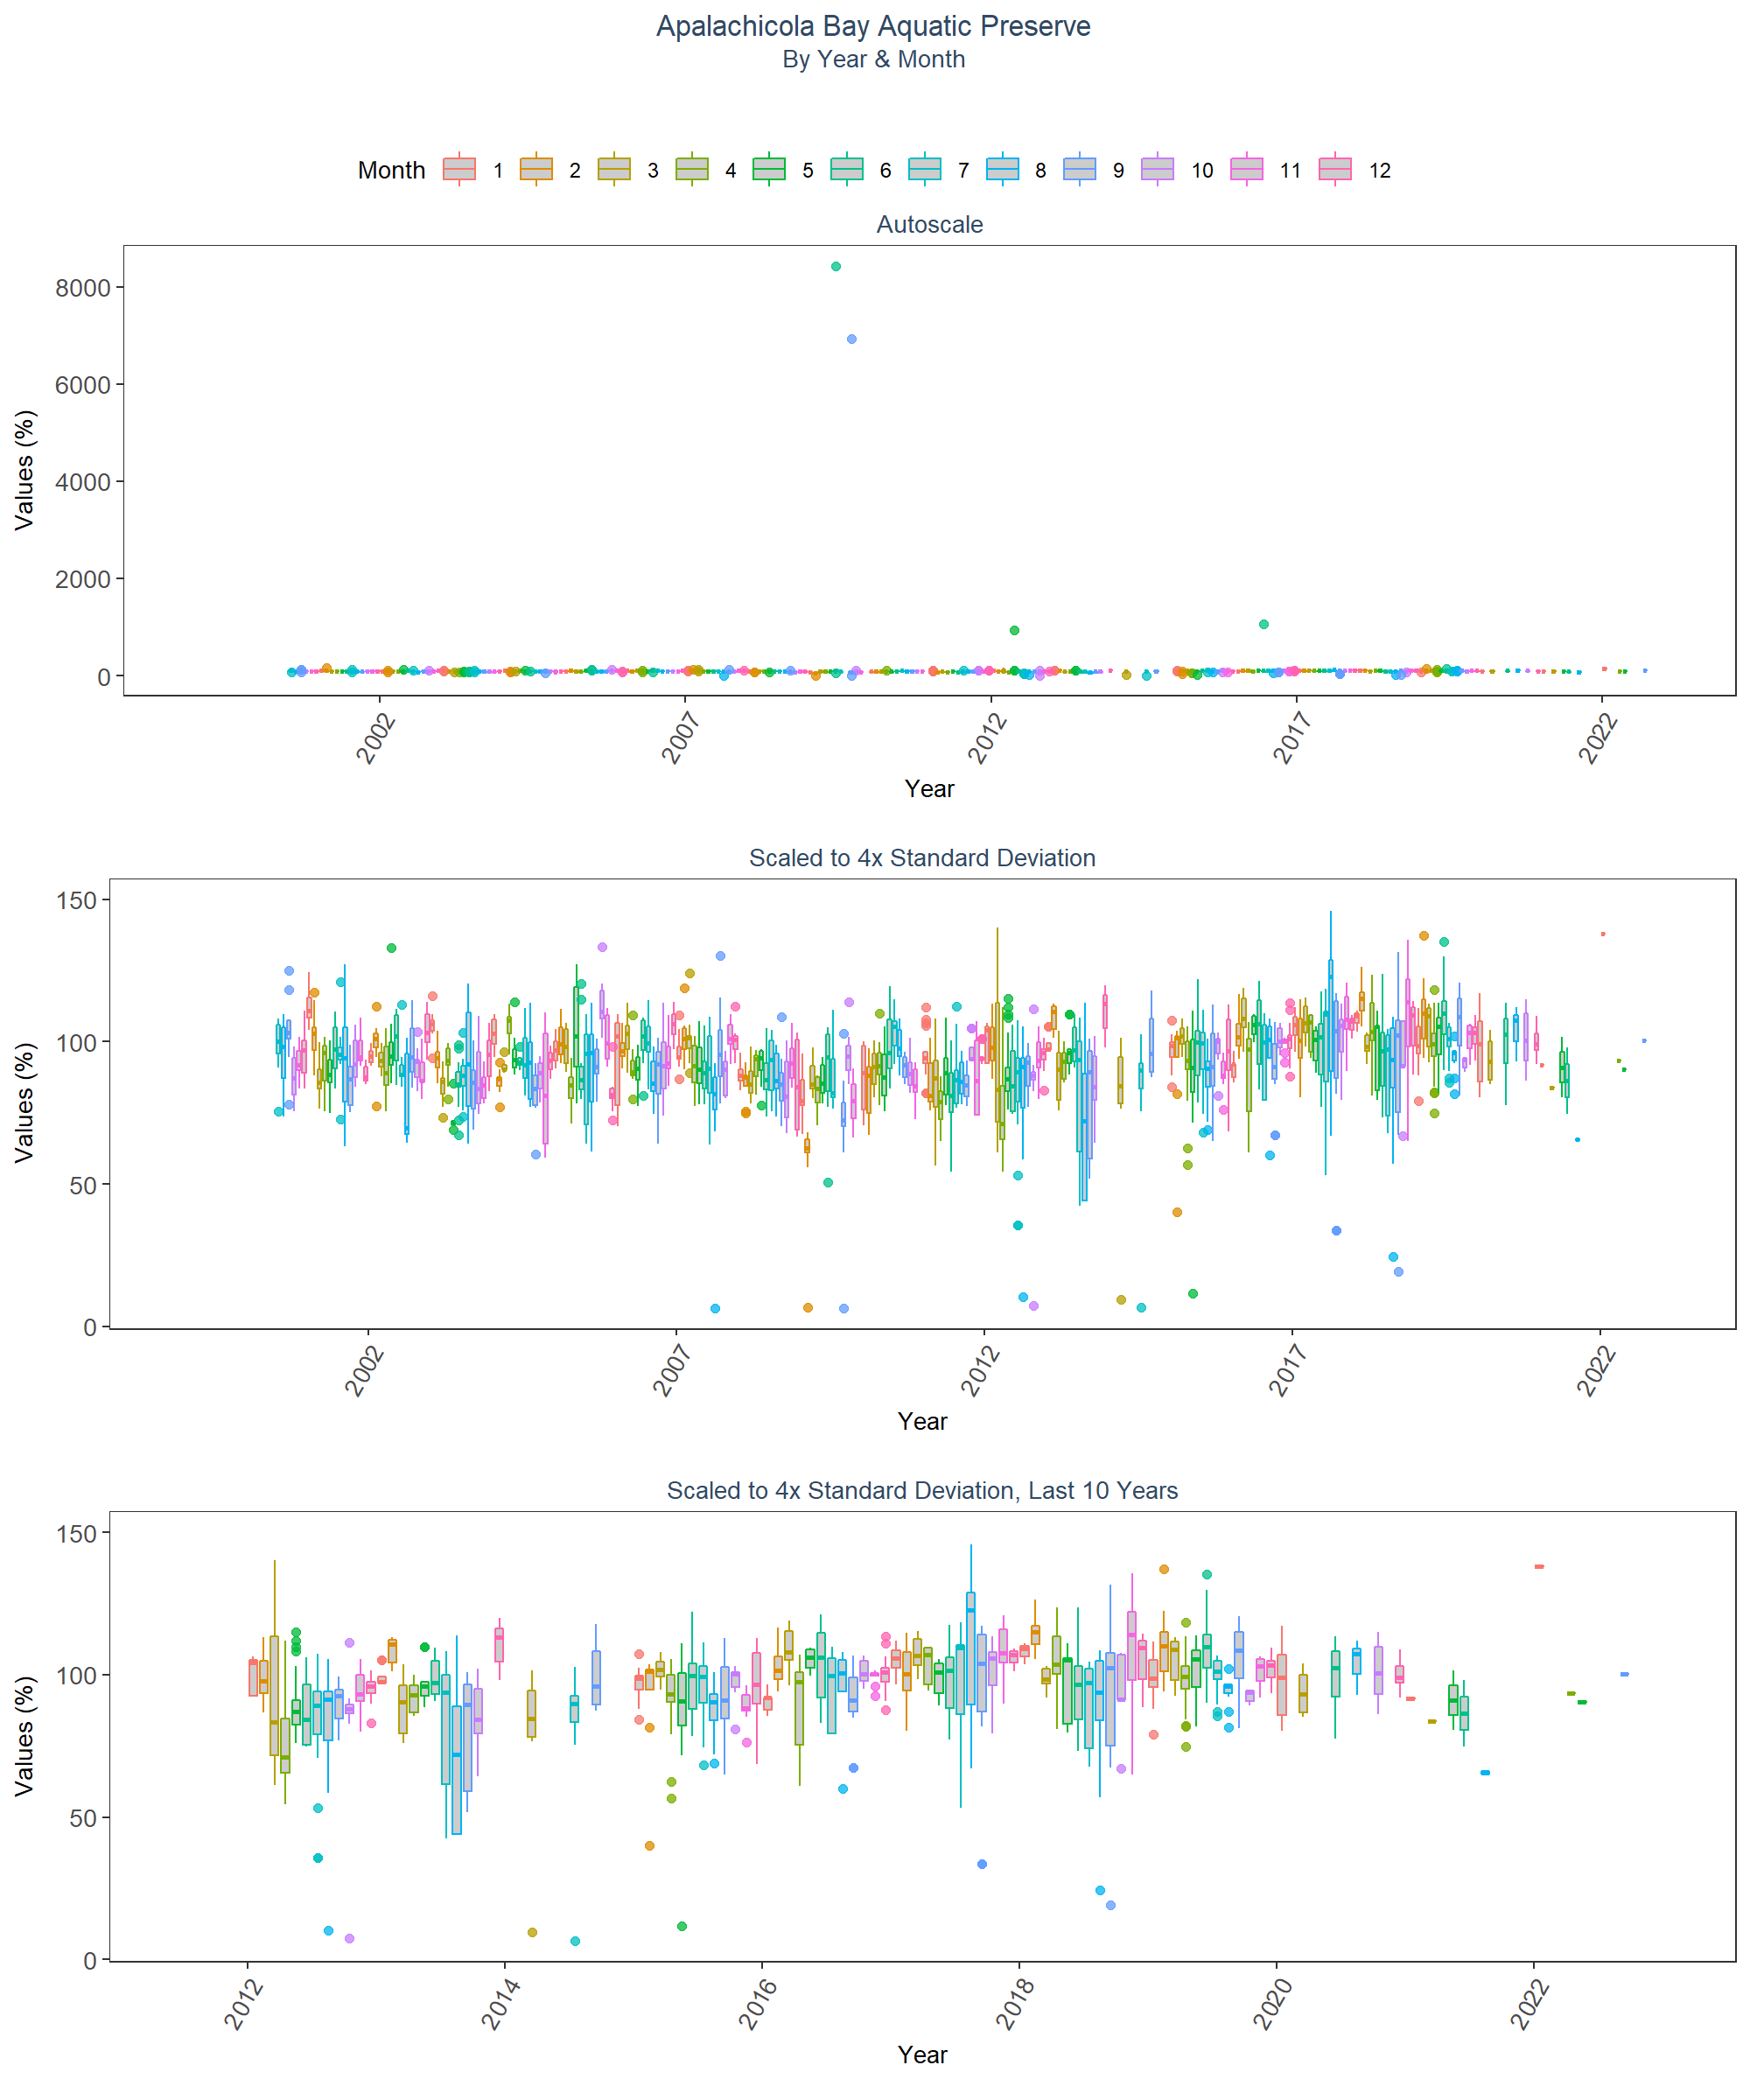 Apalachicola Bay Aquatic Preserve
By Year & Month
Month 1 2 3 4 5 6 7 8 9 10 11 12
Autoscale
8000
6000
4000
2000
0
Values (%)
2002 2007 2012 2017 2022
Year
Scaled to 4x Standard Deviation
150
100
50
0
Values (%)
2002 2007 2012 2017 2022
Year
Scaled to 4x Standard Deviation, Last 10 Years
150
100
50
0
Values (%)
2012 2014 2016 2018 2020 2022
Year